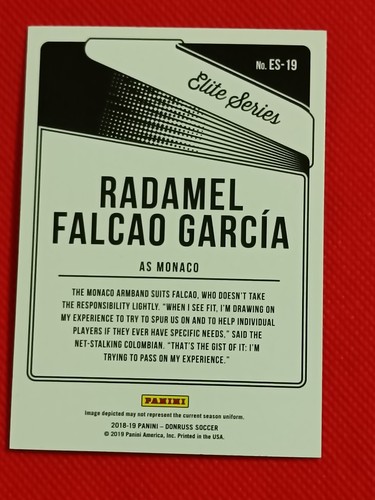 No. ES-19
Elite Series
RADAMEL
FALCAO GARCÍA
AS MONACO
THE MONACO ARMBAND SUITS FALCAO, WHO DOESN'T TAKE
THE RESPONSIBILITY LIGHTLY. "WHEN I SEE FIT, I'M DRAWING ON
MY EXPERIENCE TO TRY TO SPUR US ON AND TO HELP INDIVIDUAL
PLAYERS IF THEY EVER HAVE SPECIFIC NEEDS," SAID THE
NET-STALKING COLOMBIAN. "THAT'S THE GIST OF IT: I'M
TRYING TO PASS ON MY EXPERIENCE."
PANINI
Image depicted may not represent the current season uniform.
2018-19 PANINI – DONRUSS SOCCER
© 2019 Panini America, Inc. Printed in the USA.